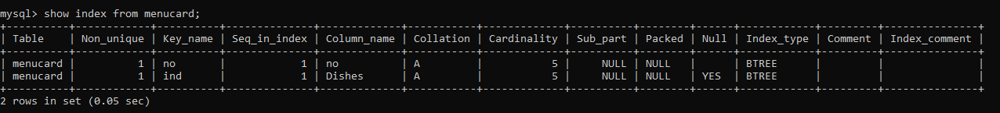 mysql> show index from menucard;
+----------+------------+----------+--------------+-------------+-----------+-------------+----------+--------+------+------------+---------+---------------+
| Table    | Non_unique | Key_name | Seq_in_index | Column_name | Collation | Cardinality | Sub_part | Packed | Null | Index_type | Comment | Index_comment |
+----------+------------+----------+--------------+-------------+-----------+-------------+----------+--------+------+------------+---------+---------------+
| menucard |          1 | no       |            1 | no          | A         |           5 |     NULL | NULL   |      | BTREE      |         |               |
| menucard |          1 | ind      |            1 | Dishes      | A         |           5 |     NULL | NULL   | YES  | BTREE      |         |               |
+----------+------------+----------+--------------+-------------+-----------+-------------+----------+--------+------+------------+---------+---------------+
2 rows in set (0.05 sec)